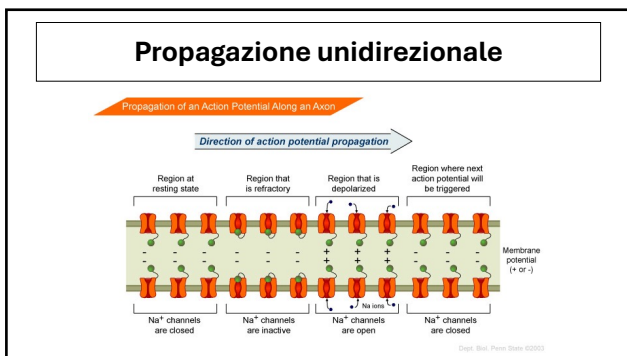 Propagazione unidirezionale
Propagation of an Action Potential Along an Axon
Direction of action potential propagation
Region at
resting state
Region that
is refractory
Region that is
depolarized
Region where next
action potential will
be triggered
- - - - - - + + + - - -
- - - - - - + + + - - -
Membrane
potential
(+ or -)
- - - - - - + + + - - -
Na ions
Na+ channels
are closed
Na+ channels
are inactive
Na+ channels
are open
Na+ channels
are closed
Dept. Biol. Penn State ©2003